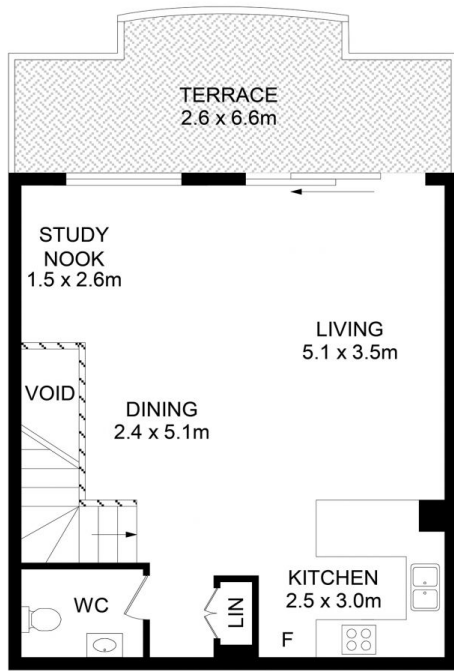 TERRACE
2.6 x 6.6m
STUDY
NOOK
1.5 x 2.6m
LIVING
5.1 x 3.5m
VOID
DINING
2.4 x 5.1m
KITCHEN
2.5 x 3.0m
WC
LIN
F